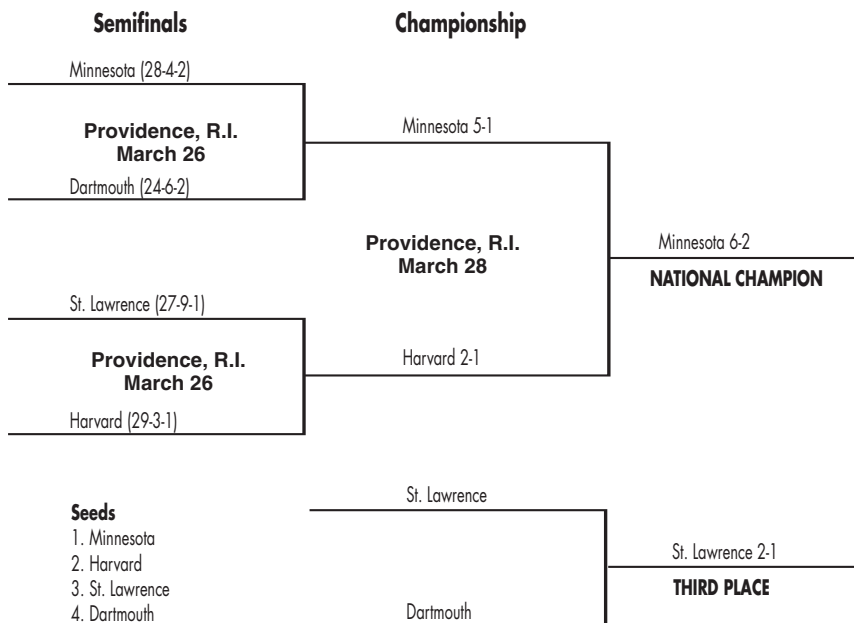 Semifinals
Championship
Minnesota (28-4-2)
Providence, R.I.
March 26
Dartmouth (24-6-2)
Minnesota 5-1
Providence, R.I.
March 28
Minnesota 6-2
NATIONAL CHAMPION
St. Lawrence (27-9-1)
Providence, R.I.
March 26
Harvard (29-3-1)
Harvard 2-1
Seeds
1. Minnesota
2. Harvard
3. St. Lawrence
4. Dartmouth
St. Lawrence
Dartmouth
St. Lawrence 2-1
THIRD PLACE